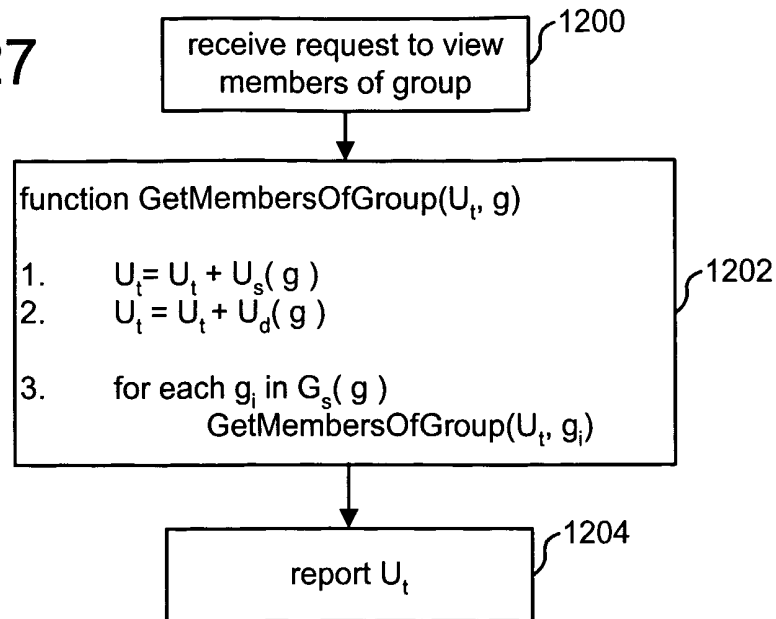 27
receive request to view
members of group
1200
function GetMembersOfGroup(Uₜ, g)
1. Uₜ= Uₜ + Uₛ( g )
2. Uₜ = Uₜ + U_d( g )
1202
3. for each gᵢ in Gₛ( g )
GetMembersOfGroup(Uₜ, gᵢ)
1204
report Uₜ